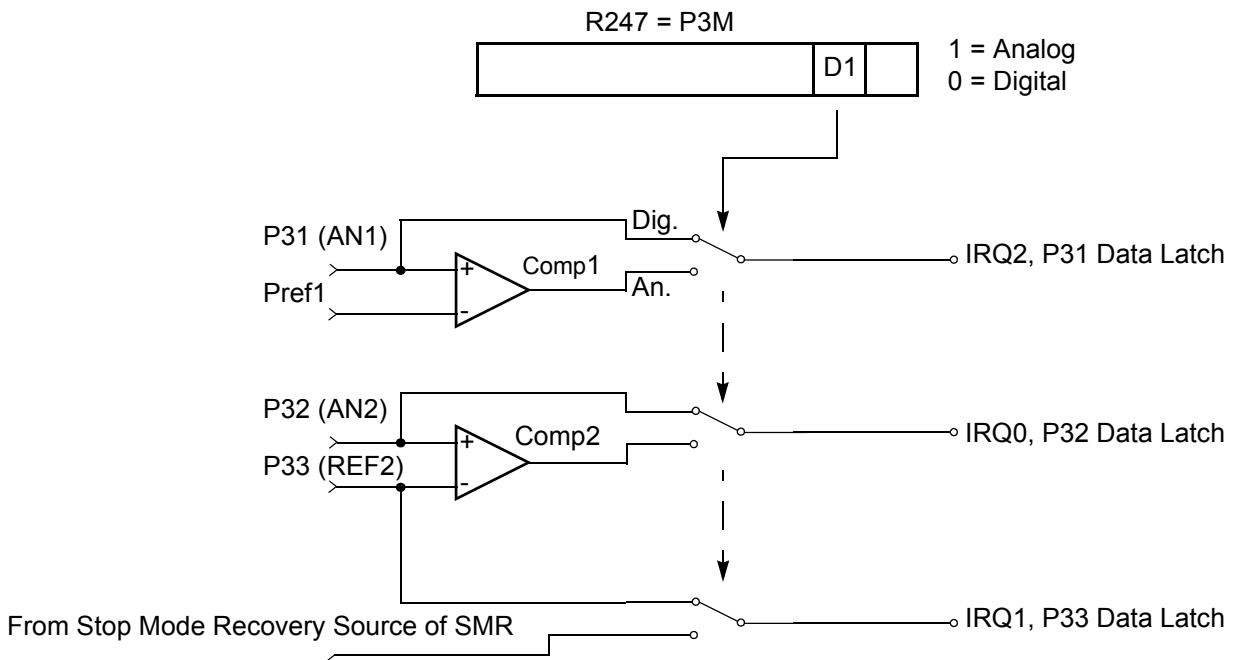 R247 = P3M
D1
1 = Analog
0 = Digital
P31 (AN1)
Pref1
+
-
Comp1
Dig.
An.
IRQ2, P31 Data Latch
P32 (AN2)
P33 (REF2)
+
-
Comp2
IRQ0, P32 Data Latch
From Stop Mode Recovery Source of SMR
IRQ1, P33 Data Latch